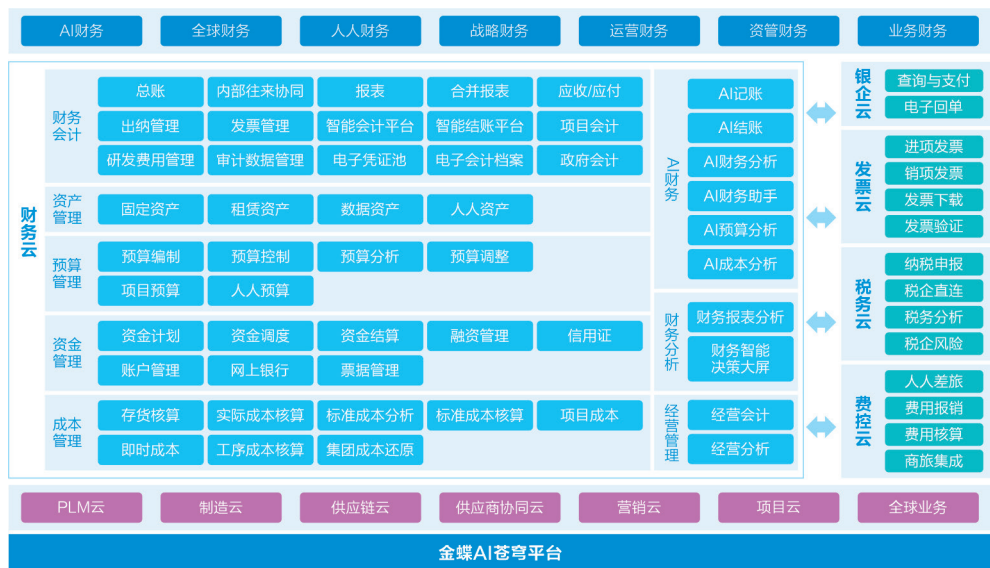 AI财务 全球财务 人人财务 战略财务 运营财务 资管财务 业务财务
财务云
财务
会计
总账 内部往来协同 报表 合并报表 应收/应付
出纳管理 发票管理 智能会计平台 智能结账平台 项目会计
研发费用管理 审计数据管理 电子凭证池 电子会计档案 政府会计
资产
管理
固定资产 租赁资产 数据资产 人人资产
预算
管理
预算编制 预算控制 预算分析 预算调整
项目预算 人人预算
资金
管理
资金计划 资金调度 资金结算 融资管理 信用证
账户管理 网上银行 票据管理
成本
管理
存货核算 实际成本核算 标准成本分析 标准成本核算 项目成本
即时成本 工序成本核算 集团成本还原
AI财务
AI记账
AI结账
AI财务分析
AI财务助手
AI预算分析
AI成本分析
财务分析
财务报表分析
财务智能
决策大屏
经营管理
经营会计
经营分析
银企云
查询与支付
电子回单
发票云
进项发票
销项发票
发票下载
发票验证
税务云
纳税申报
税企直连
税务分析
税企风险
费控云
人人差旅
费用报销
费用核算
商旅集成
PLM云 制造云 供应链云 供应商协同云 营销云 项目云 全球业务
金蝶AI苍穹平台